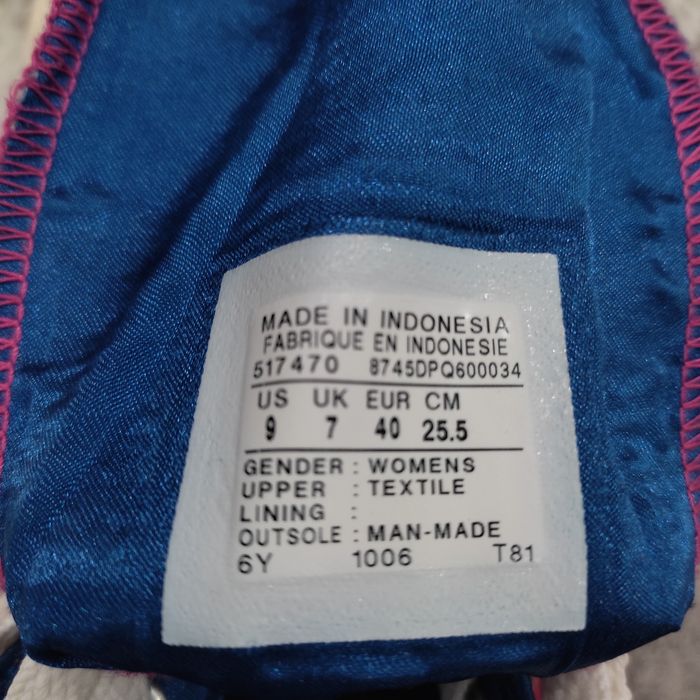 MADE IN INDONESIA
FABRIQUE EN INDONESIE
517470 8745DPQ600034
US UK EUR CM
9 7 40 25.5
GENDER : WOMENS
UPPER : TEXTILE
LINING :
OUTSOLE : MAN-MADE
6Y 1006 T81